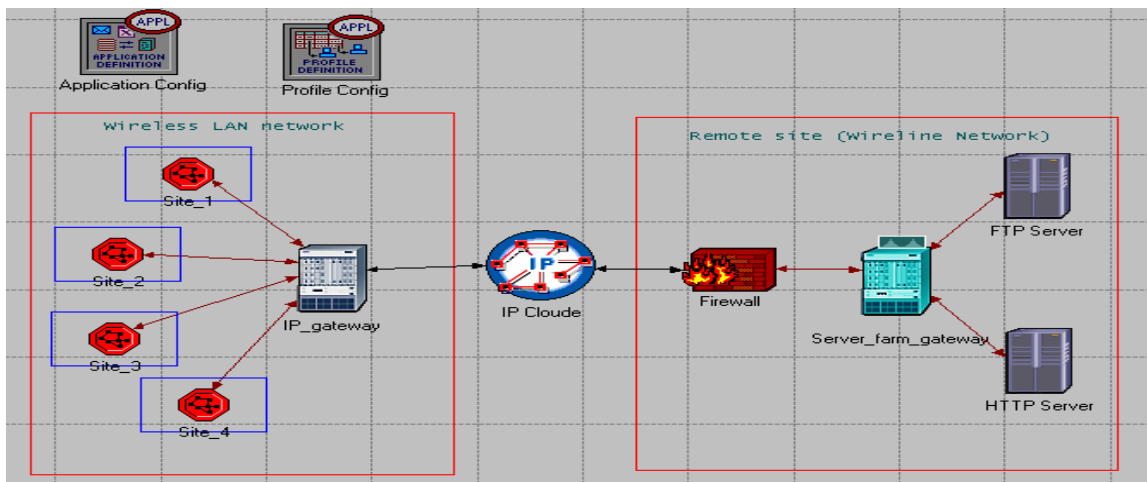 APPL
APPLICATION
DEFINITION
Application Config
APPL
PROFILE
DEFINITION
Profile Config
Wireless LAN network
Remote site (Wireline Network)
Site_1
Site_2
Site_3
Site_4
IP_gateway
IP
IP Cloude
Firewall
Server_farm_gateway
FTP Server
HTTP Server